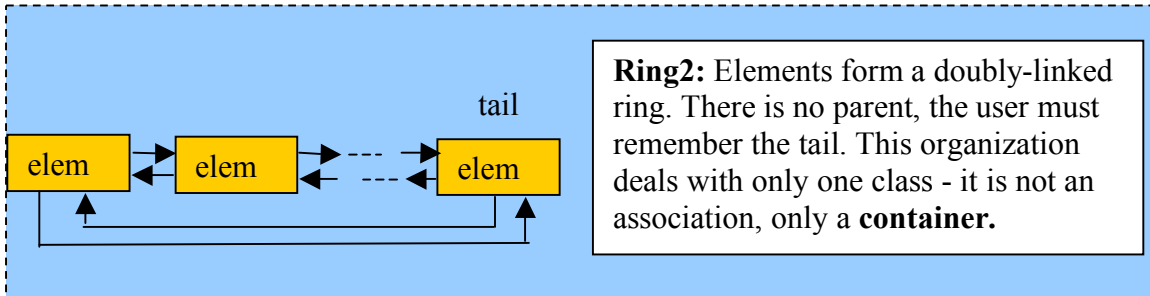 tail
elem
elem
elem
Ring2: Elements form a doubly-linked
ring. There is no parent, the user must
remember the tail. This organization
deals with only one class - it is not an
association, only a container.